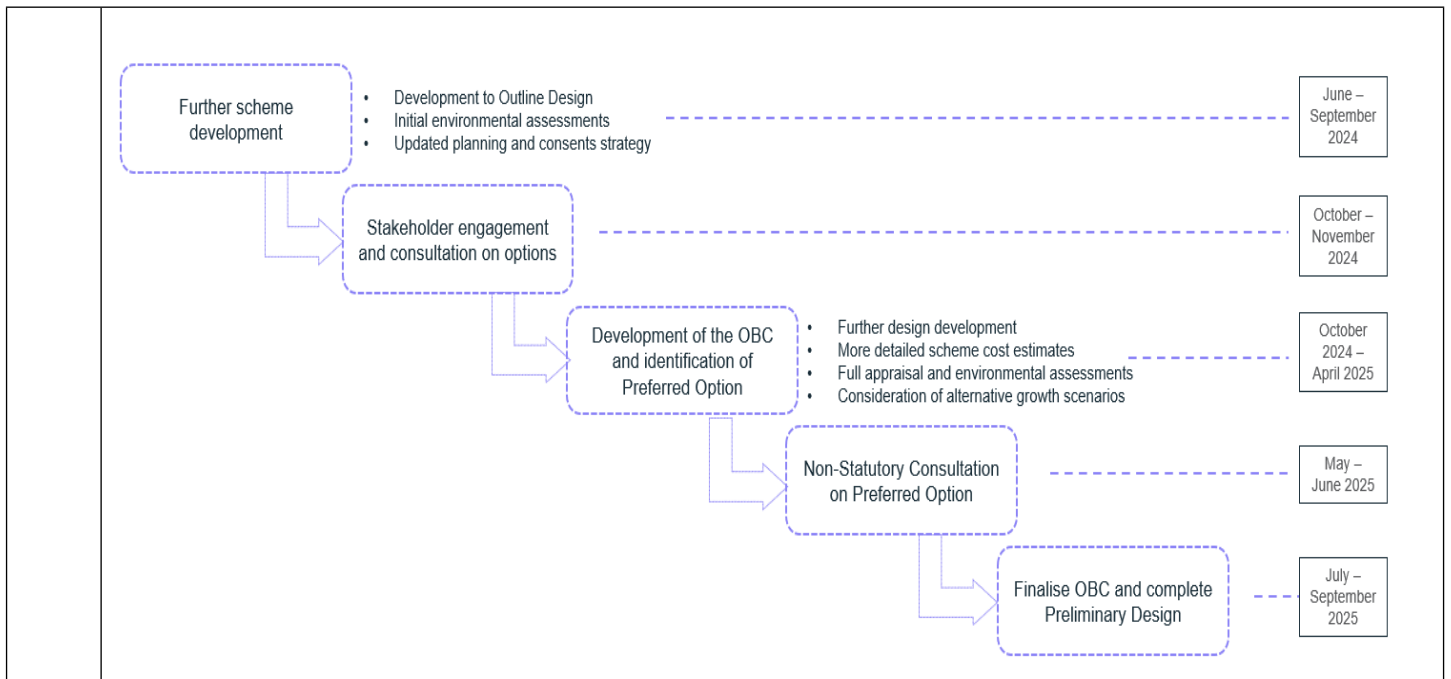 Further scheme
development
• Development to Outline Design
• Initial environmental assessments
• Updated planning and consents strategy
June –
September
2024
Stakeholder engagement
and consultation on options
October –
November
2024
Development of the OBC
and identification of
Preferred Option
• Further design development
• More detailed scheme cost estimates
• Full appraisal and environmental assessments
• Consideration of alternative growth scenarios
October
2024 –
April 2025
Non-Statutory Consultation
on Preferred Option
May –
June 2025
Finalise OBC and complete
Preliminary Design
July –
September
2025